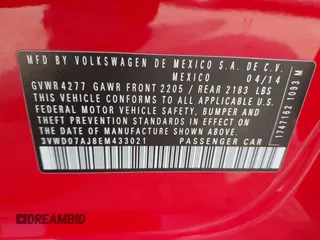 MFD BY VOLKSWAGEN DE MEXICO S.A. DE C.V.
MEXICO 04/14
GVWR 4277 GAWR FRONT 2205 / REAR 2183 LBS
THIS VEHICLE CONFORMS TO ALL APPLICABLE
FEDERAL MOTOR VEHICLE SAFETY, BUMPER AND
THEFT PREVENTION STANDARDS IN EFFECT ON THE
DATE OF MANUFACTURE SHOWN ABOVE.
3VWD07AJ8EM433021 PASSENGER CAR
1747152 1093 M
DREAMBID